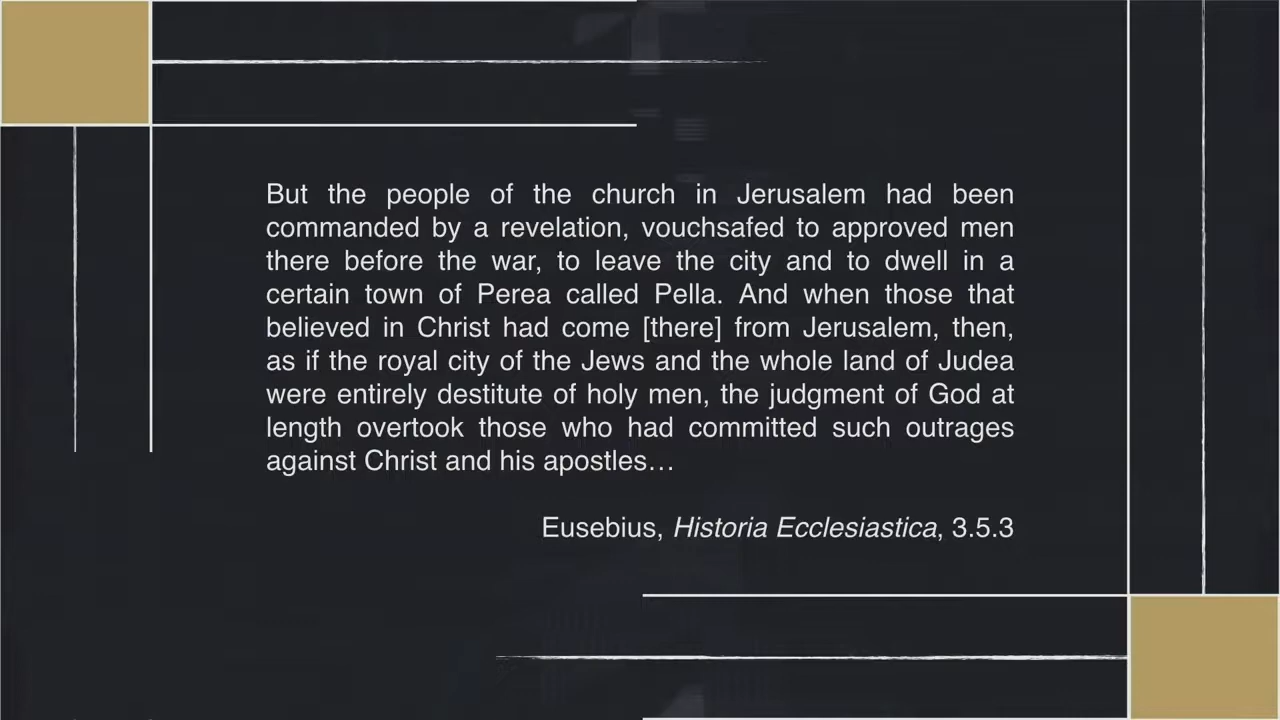 But the people of the church in Jerusalem had been
commanded by a revelation, vouchsafed to approved men
there before the war, to leave the city and to dwell in a
certain town of Perea called Pella. And when those that
believed in Christ had come [there] from Jerusalem, then,
as if the royal city of the Jews and the whole land of Judea
were entirely destitute of holy men, the judgment of God at
length overtook those who had committed such outrages
against Christ and his apostles…
Eusebius, Historia Ecclesiastica, 3.5.3